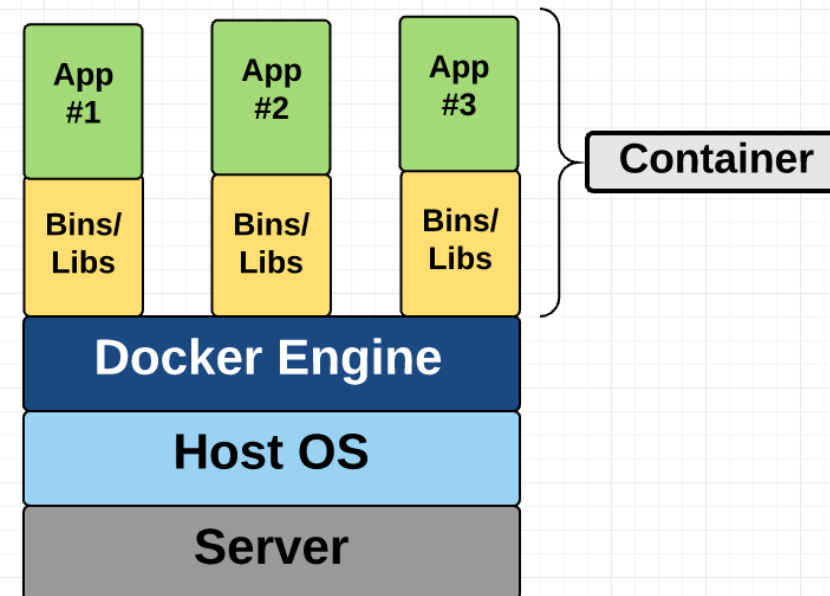 App
#1
App
#2
App
#3
Container
Bins/
Libs
Bins/
Libs
Bins/
Libs
Docker Engine
Host OS
Server